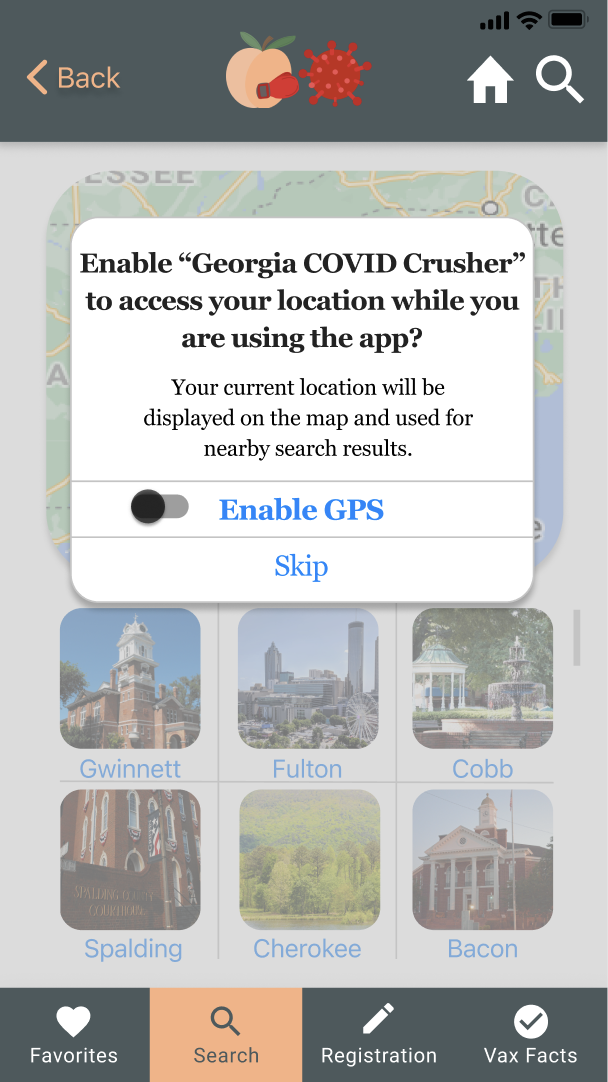 Back
ESSEE
Enable “Georgia COVID Crusher”
to access your location while you
are using the app?
Your current location will be
displayed on the map and used for
nearby search results.
Enable GPS
Skip
Gwinnett
Fulton
Cobb
SPALDING COUNTY
COURTHOUSE
Spalding
Cherokee
Bacon
Favorites
Search
Registration
Vax Facts